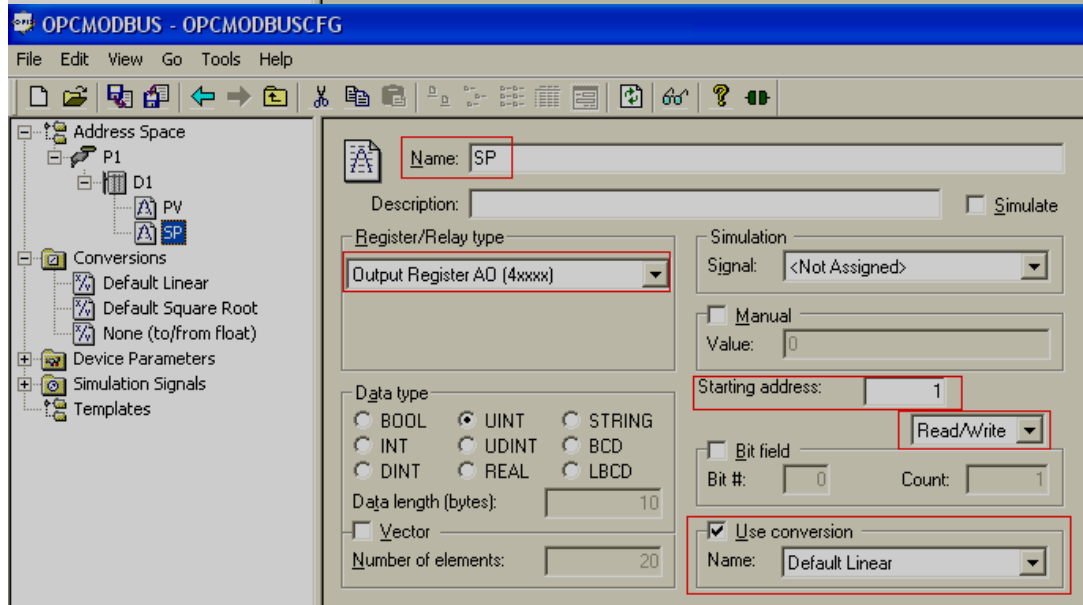 OPCMODBUS - OPCMODBUSCFG
File Edit View Go Tools Help
Address Space
P1
D1
PV
SP
Conversions
Default Linear
Default Square Root
None (to/from float)
Device Parameters
Simulation Signals
Templates
Name: SP
Description:
Simulate
Register/Relay type
Output Register AO (4xxxx)
Simulation
Signal: <Not Assigned>
Manual
Value: 0
Starting address: 1
Read/Write
Data type
BOOL UINT STRING
INT UDINT BCD
DINT REAL LBCD
Data length (bytes): 10
Vector
Number of elements: 20
Bit field
Bit #: 0 Count: 1
Use conversion
Name: Default Linear